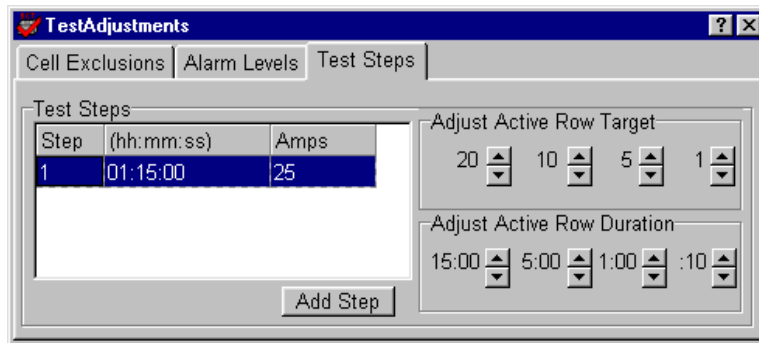 TestAdjustments
Cell Exclusions Alarm Levels Test Steps
Test Steps
Step (hh:mm:ss) Amps
1 01:15:00 25
Add Step
Adjust Active Row Target
20 10 5 1
Adjust Active Row Duration
15:00 5:00 1:00 :10